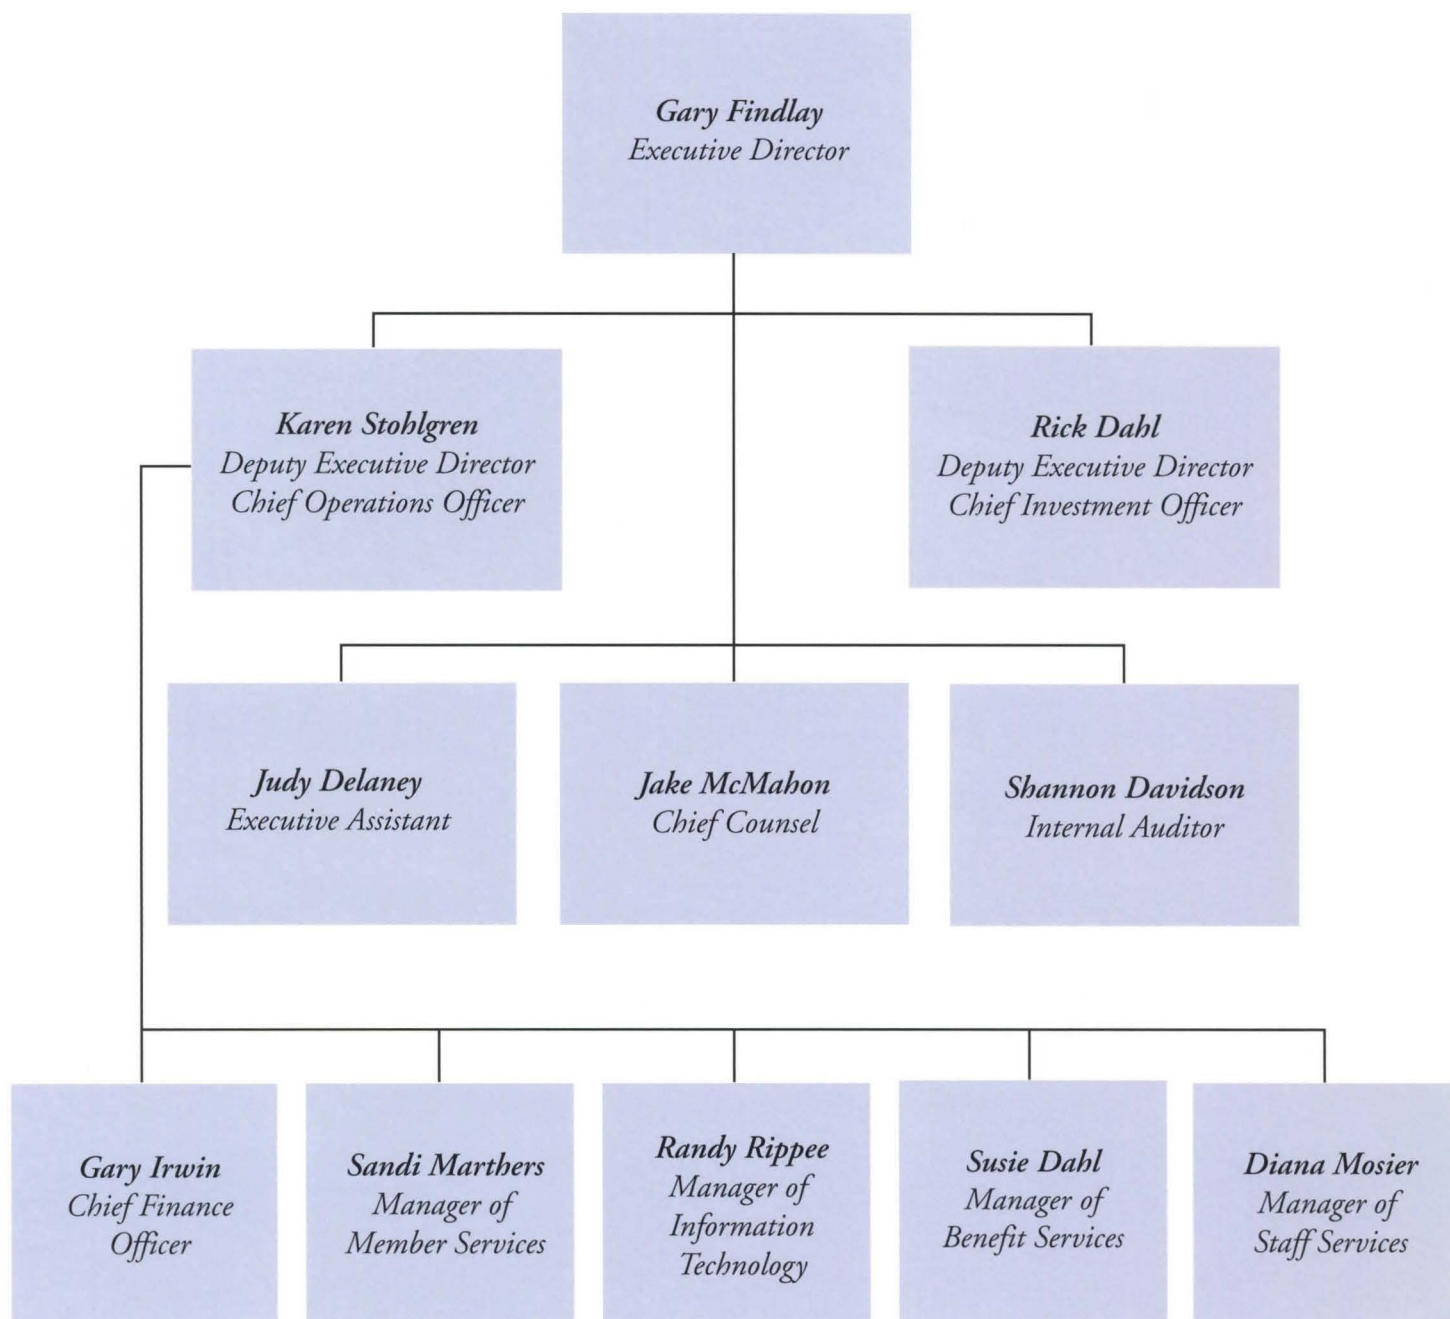 Gary Findlay
Executive Director
Karen Stohlgren
Deputy Executive Director
Chief Operations Officer
Rick Dahl
Deputy Executive Director
Chief Investment Officer
Judy Delaney
Executive Assistant
Jake McMahon
Chief Counsel
Shannon Davidson
Internal Auditor
Gary Irwin
Chief Finance
Officer
Sandi Marthers
Manager of
Member Services
Randy Rippee
Manager of
Information
Technology
Susie Dahl
Manager of
Benefit Services
Diana Mosier
Manager of
Staff Services